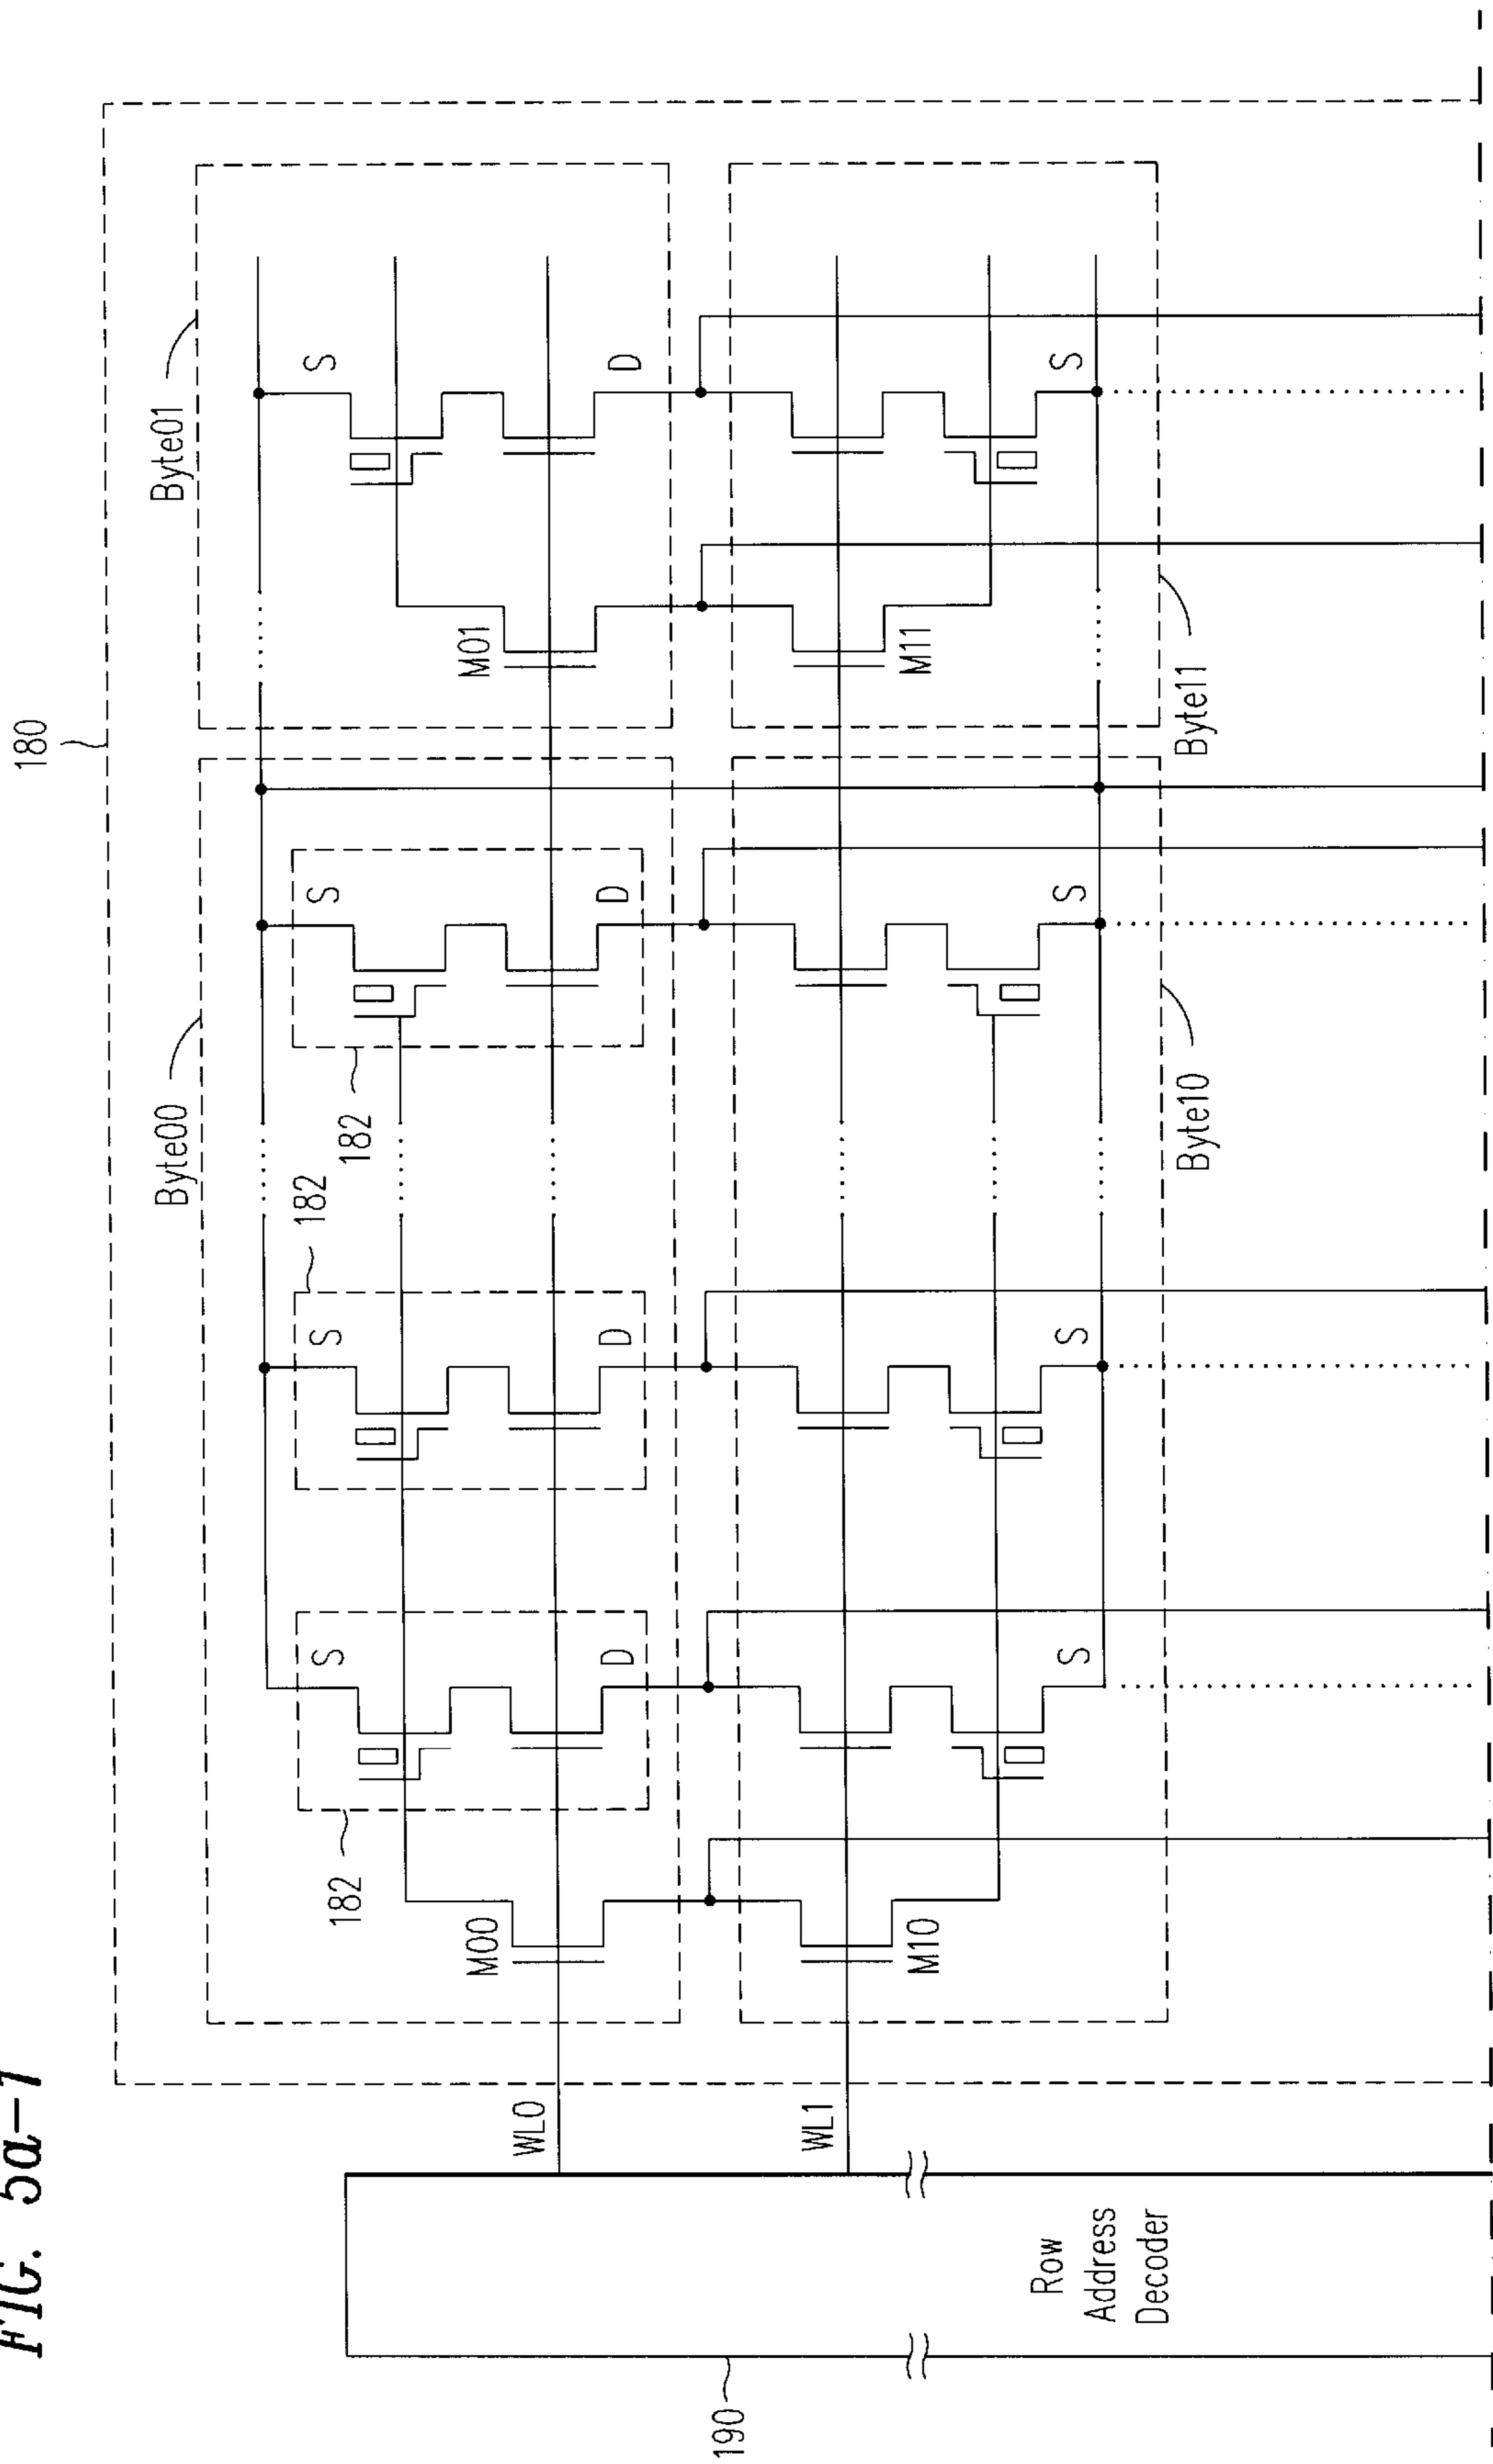 FIG. 5a-1
180
Byte00
Byte01
182
S
S
S
S
182
182
M00
M01
WL0
D
D
D
D
190
WL1
M10
M11
Row
Address
Decoder
S
S
S
S
Byte10
Byte11